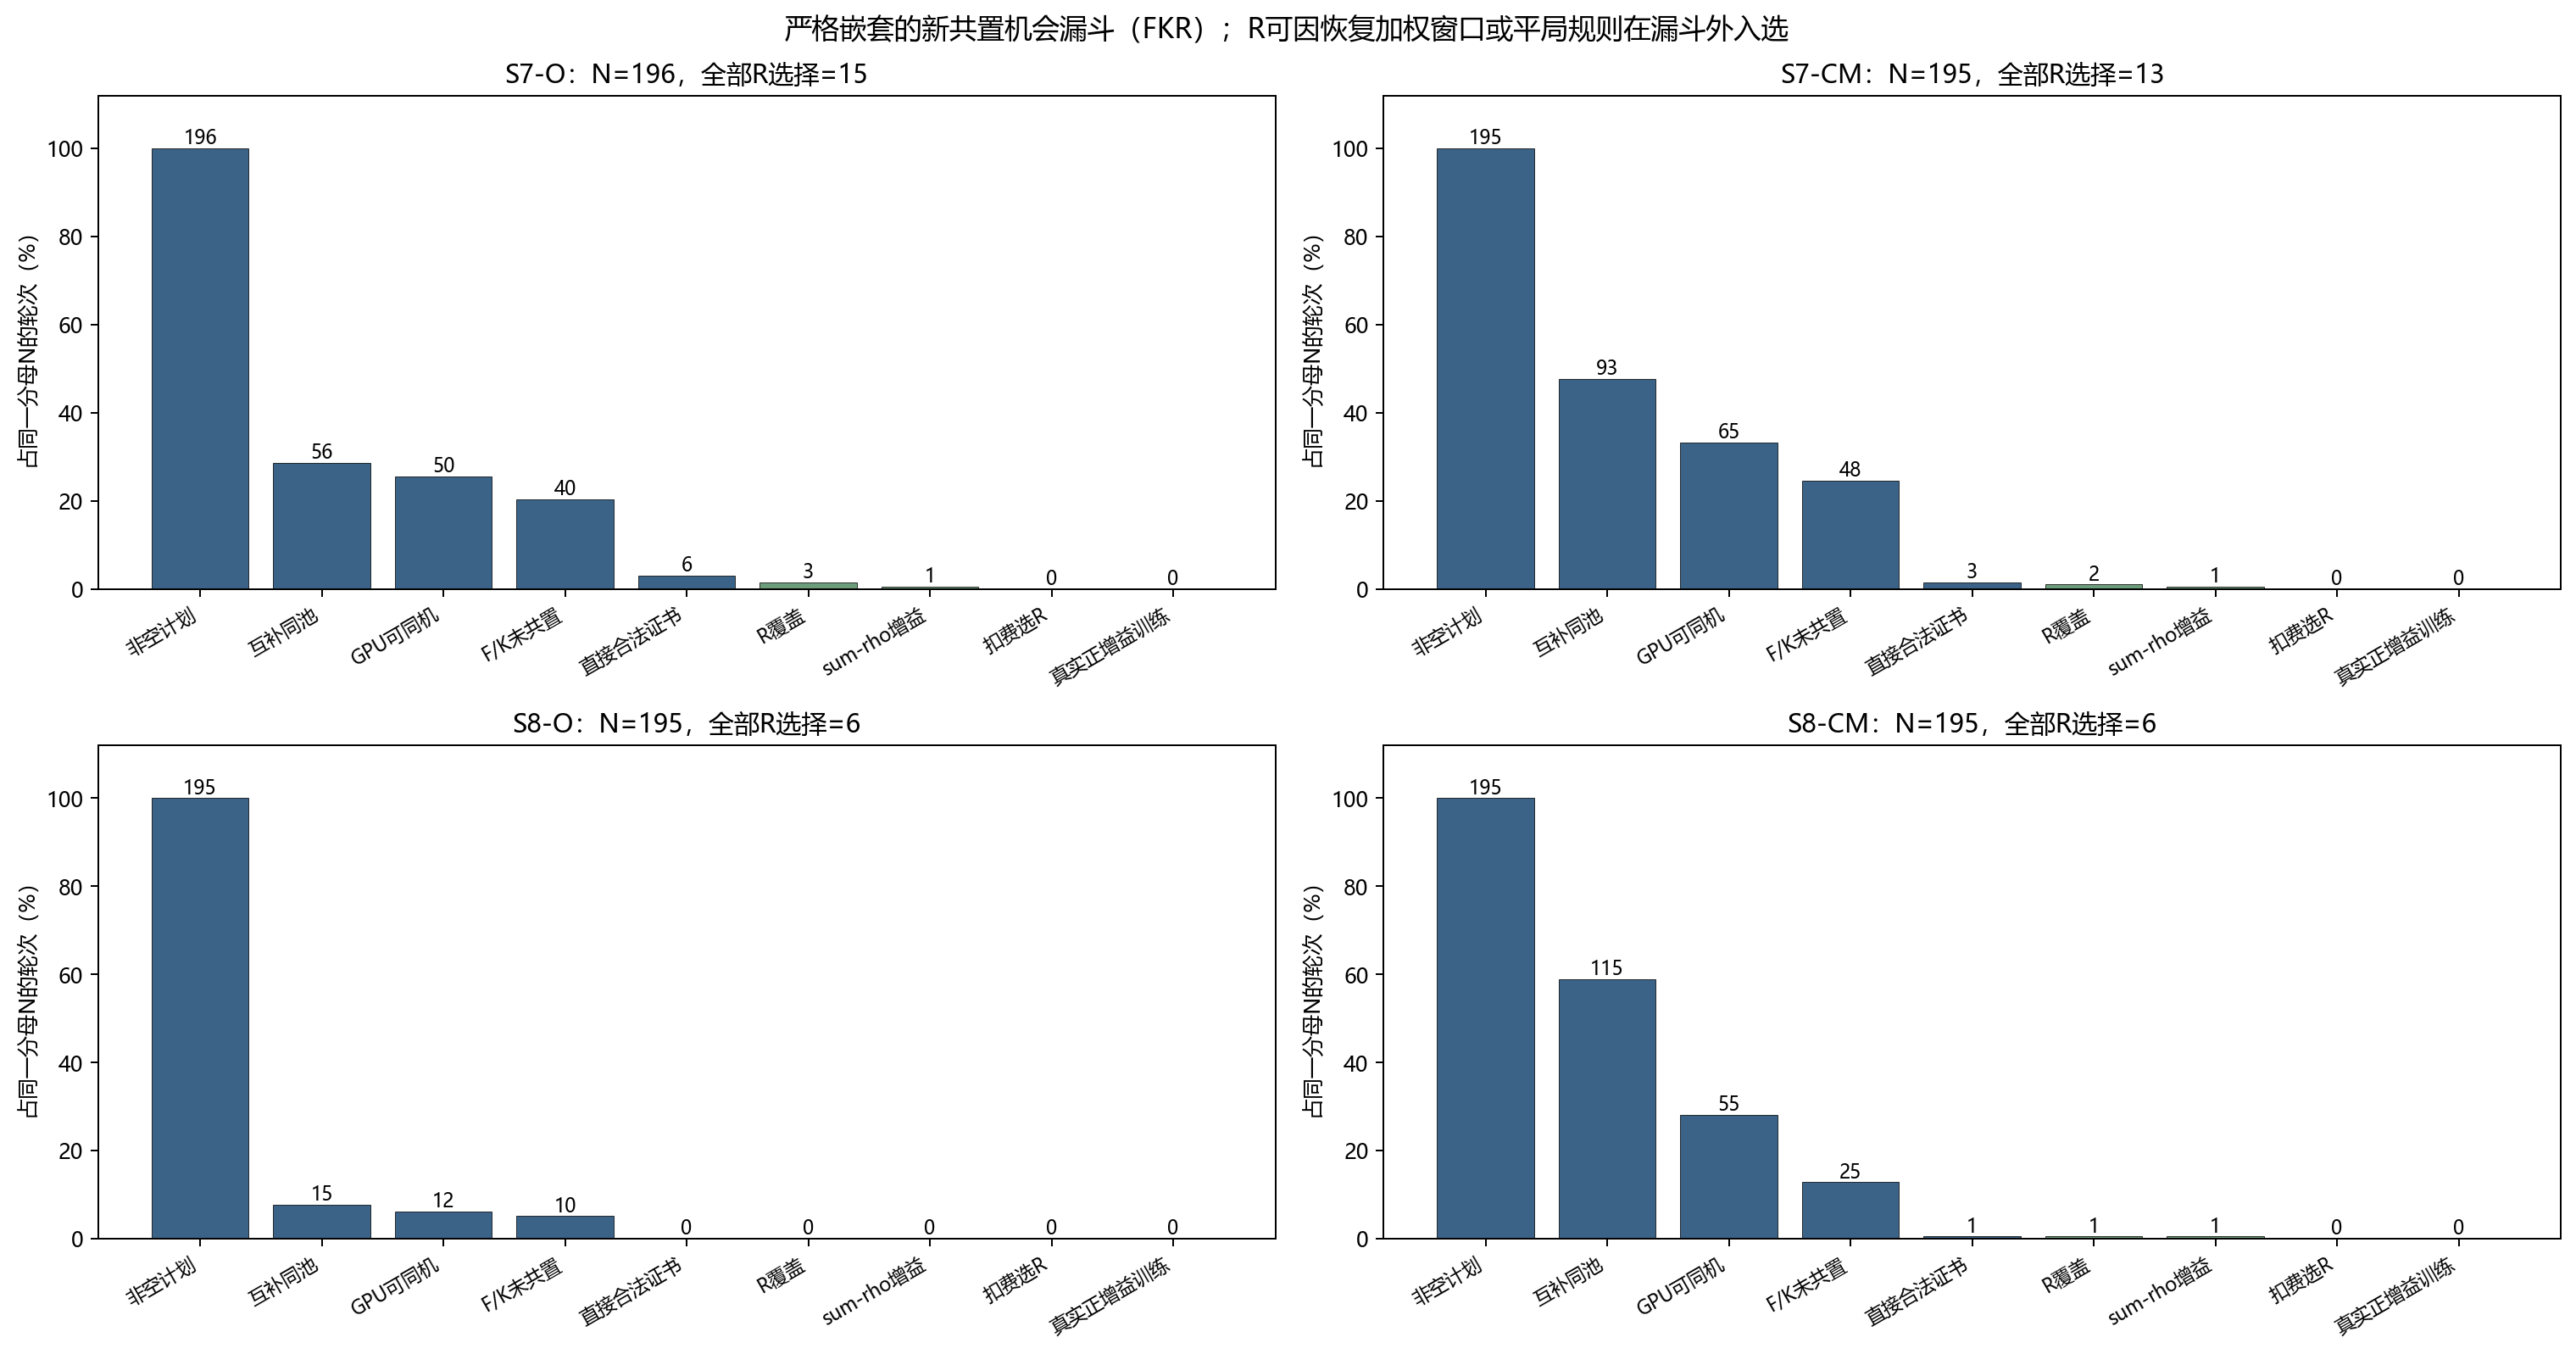 严格嵌套的新共置机会漏斗（FKR）；R可因恢复加权窗口或平局规则在漏斗外入选
S7-O：N=196，全部R选择=15
占同一分母N的轮次（%）
100
80
60
40
20
0
196
56
50
40
6
3
1
0
0
非空计划
互补同池
GPU可同机
F/K未共置
直接合法证书
R覆盖
sum-rho增益
扣费选R
真实正增益训练
S7-CM：N=195，全部R选择=13
占同一分母N的轮次（%）
100
80
60
40
20
0
195
93
65
48
3
2
1
0
0
非空计划
互补同池
GPU可同机
F/K未共置
直接合法证书
R覆盖
sum-rho增益
扣费选R
真实正增益训练
S8-O：N=195，全部R选择=6
占同一分母N的轮次（%）
100
80
60
40
20
0
195
15
12
10
0
0
0
0
0
非空计划
互补同池
GPU可同机
F/K未共置
直接合法证书
R覆盖
sum-rho增益
扣费选R
真实正增益训练
S8-CM：N=195，全部R选择=6
占同一分母N的轮次（%）
100
80
60
40
20
0
195
115
55
25
1
1
1
0
0
非空计划
互补同池
GPU可同机
F/K未共置
直接合法证书
R覆盖
sum-rho增益
扣费选R
真实正增益训练